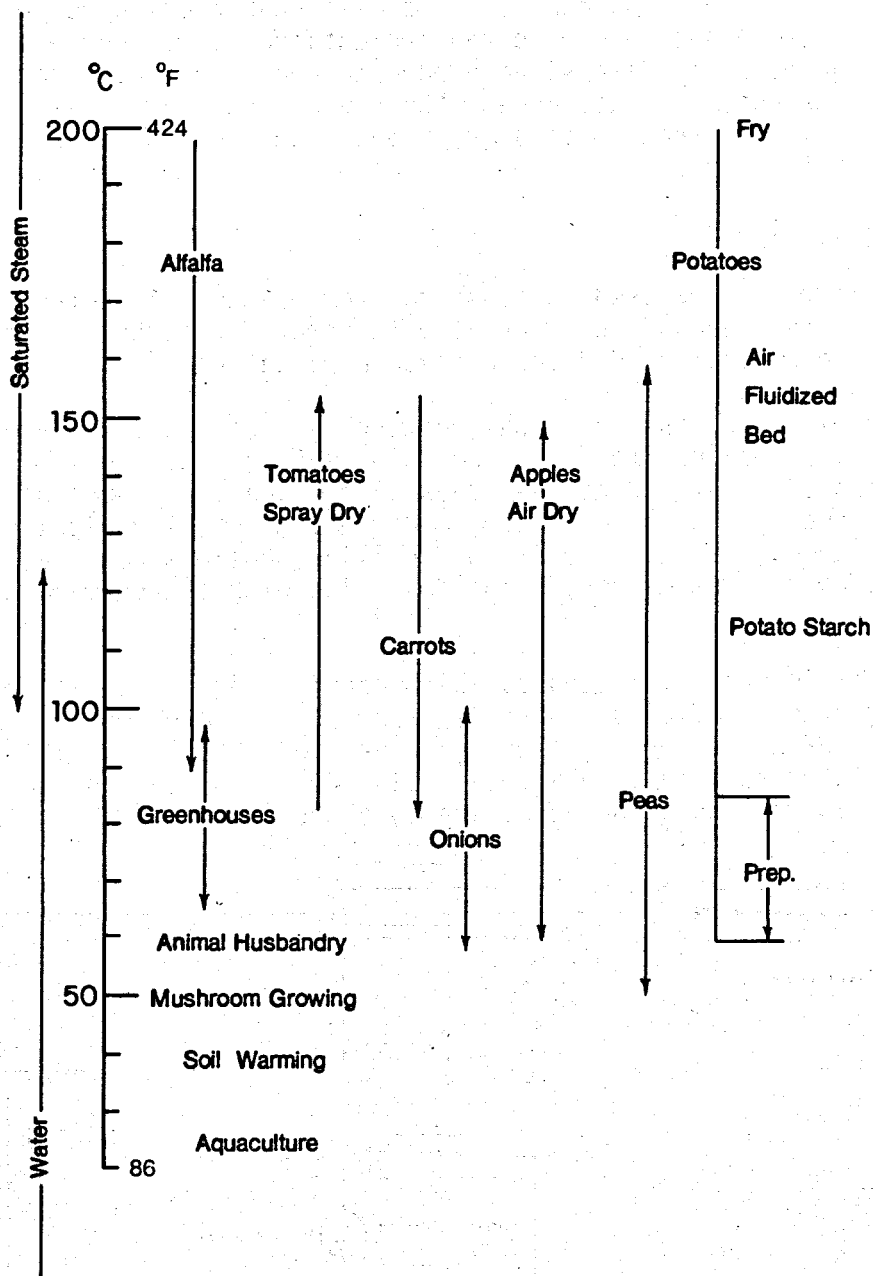 °C °F
200 424 Fry
Saturated Steam
Alfalfa Potatoes
Air
Fluidized
150 Bed
Tomatoes Apples
Spray Dry Air Dry
Potato Starch
Carrots
100
Greenhouses Peas
Onions
Prep.
Animal Husbandry
50 Mushroom Growing
Soil Warming
Water
Aquaculture
86